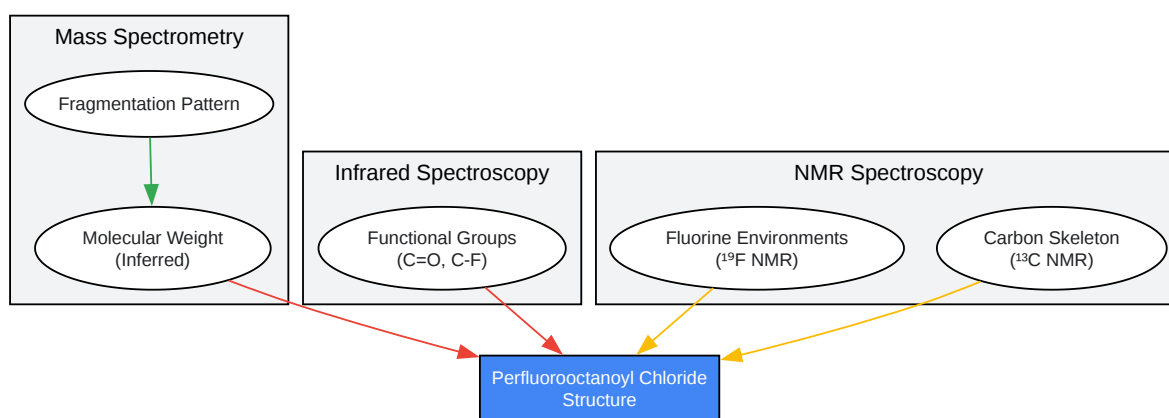 Mass Spectrometry
Fragmentation Pattern
Molecular Weight
(Inferred)
Infrared Spectroscopy
Functional Groups
(C=O, C-F)
NMR Spectroscopy
Fluorine Environments
(¹⁹F NMR)
Carbon Skeleton
(¹³C NMR)
Perfluorooctanoyl Chloride
Structure